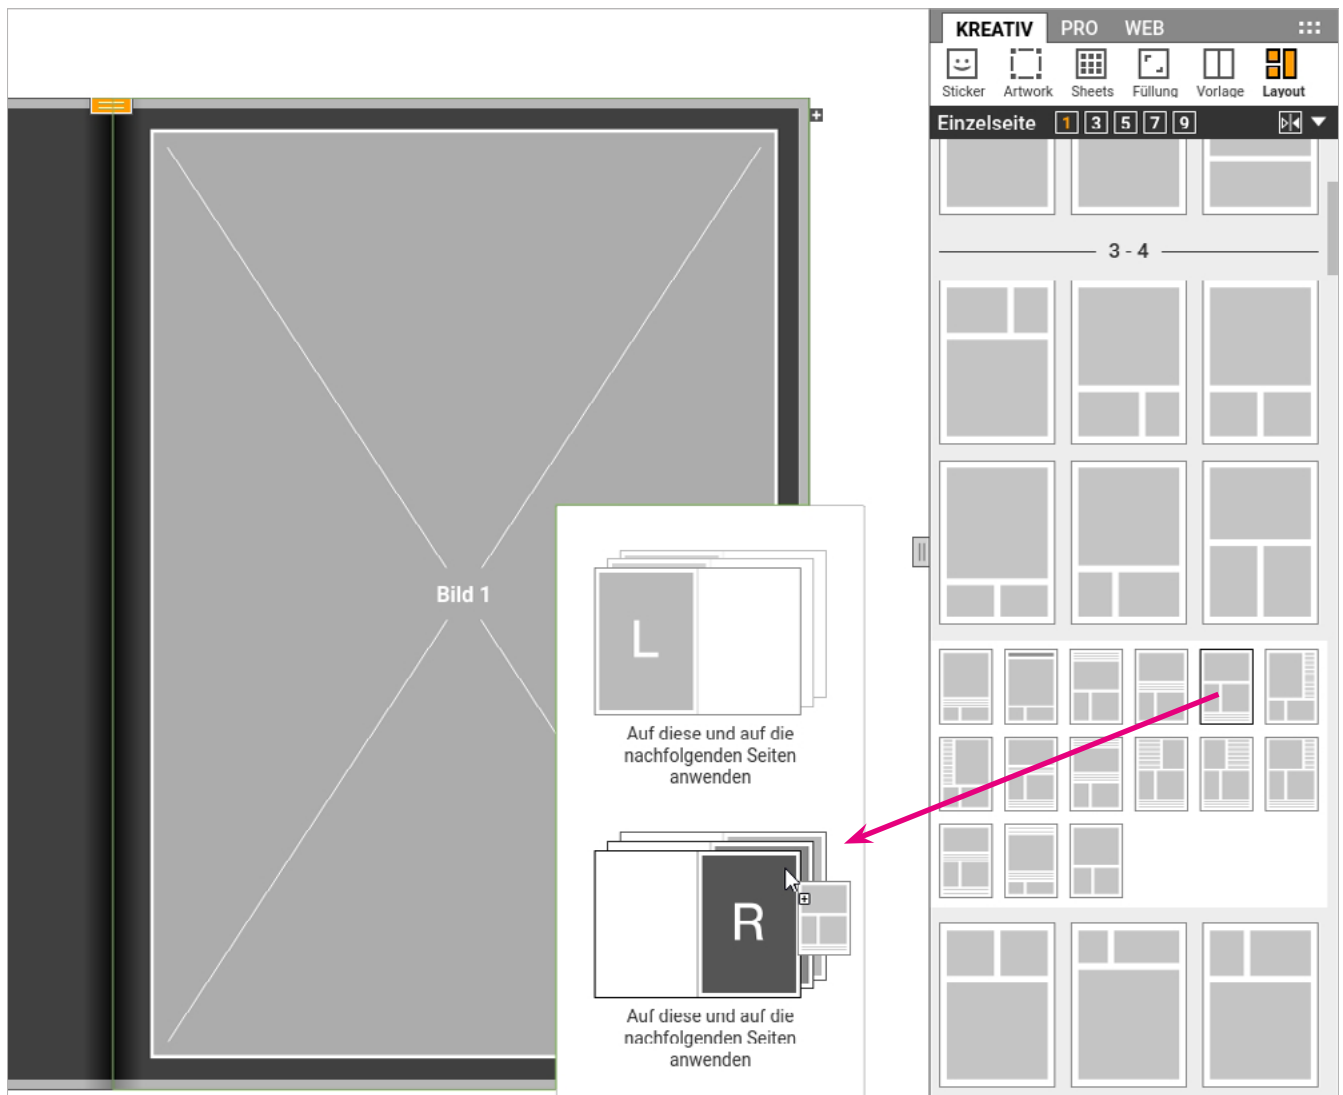 KREATIV PRO WEB
Sticker Artwork Sheets Füllung Vorlage Layout
Einzelseite 1 3 5 7 9
3 - 4
Bild 1
L
Auf diese und auf die
nachfolgenden Seiten
anwenden
R
Auf diese und auf die
nachfolgenden Seiten
anwenden